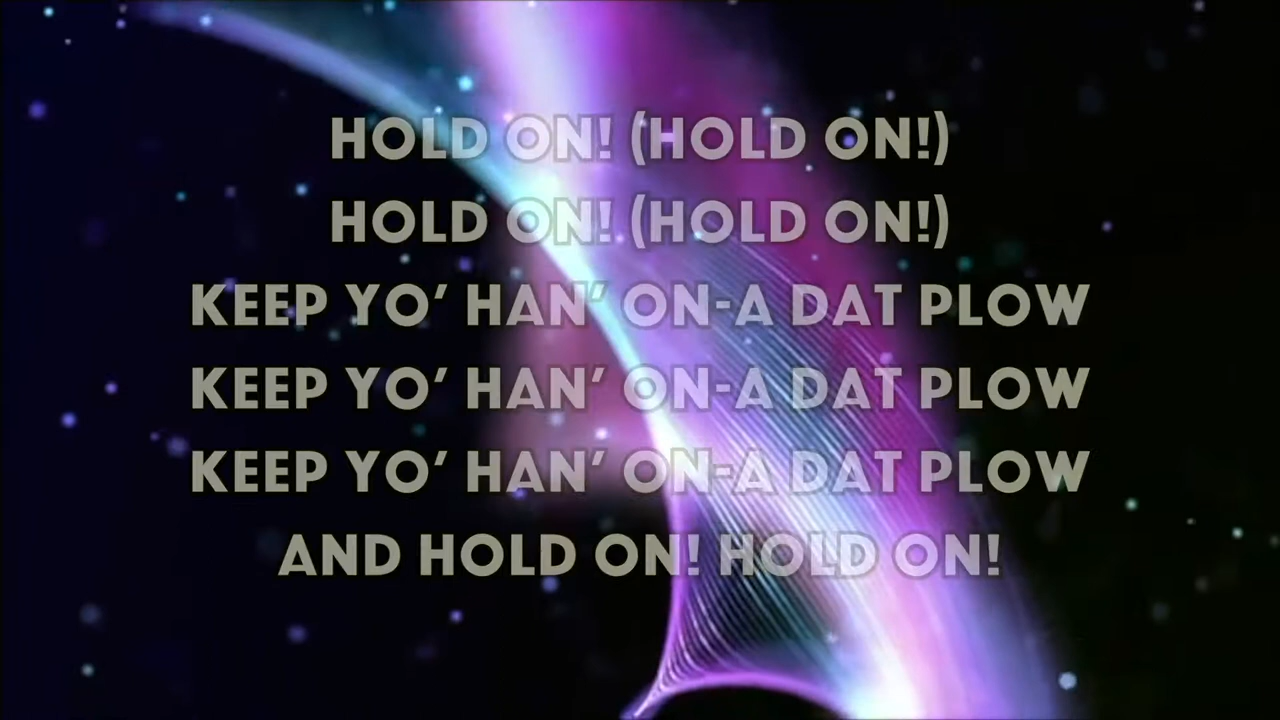 HOLD ON! (HOLD ON!)
HOLD ON! (HOLD ON!)
KEEP YO’ HAN’ ON-A DAT PLOW
KEEP YO’ HAN’ ON-A DAT PLOW
KEEP YO’ HAN’ ON-A DAT PLOW
AND HOLD ON! HOLD ON!